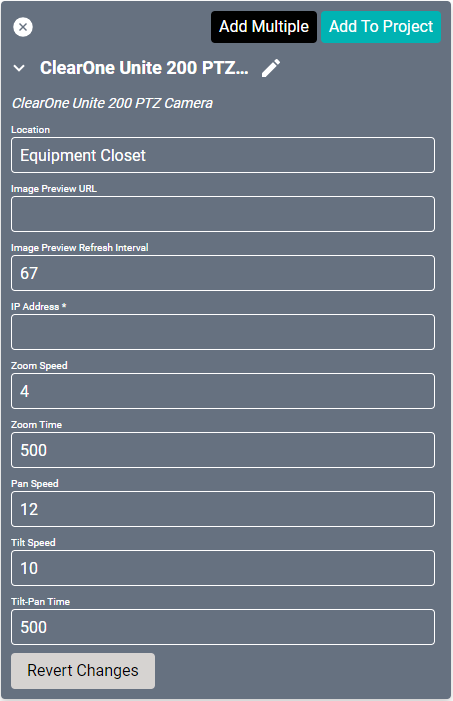 Add Multiple
Add To Project
ClearOne Unite 200 PTZ...
ClearOne Unite 200 PTZ Camera
Location
Equipment Closet
Image Preview URL
Image Preview Refresh Interval
67
IP Address *
Zoom Speed
4
Zoom Time
500
Pan Speed
12
Tilt Speed
10
Tilt-Pan Time
500
Revert Changes